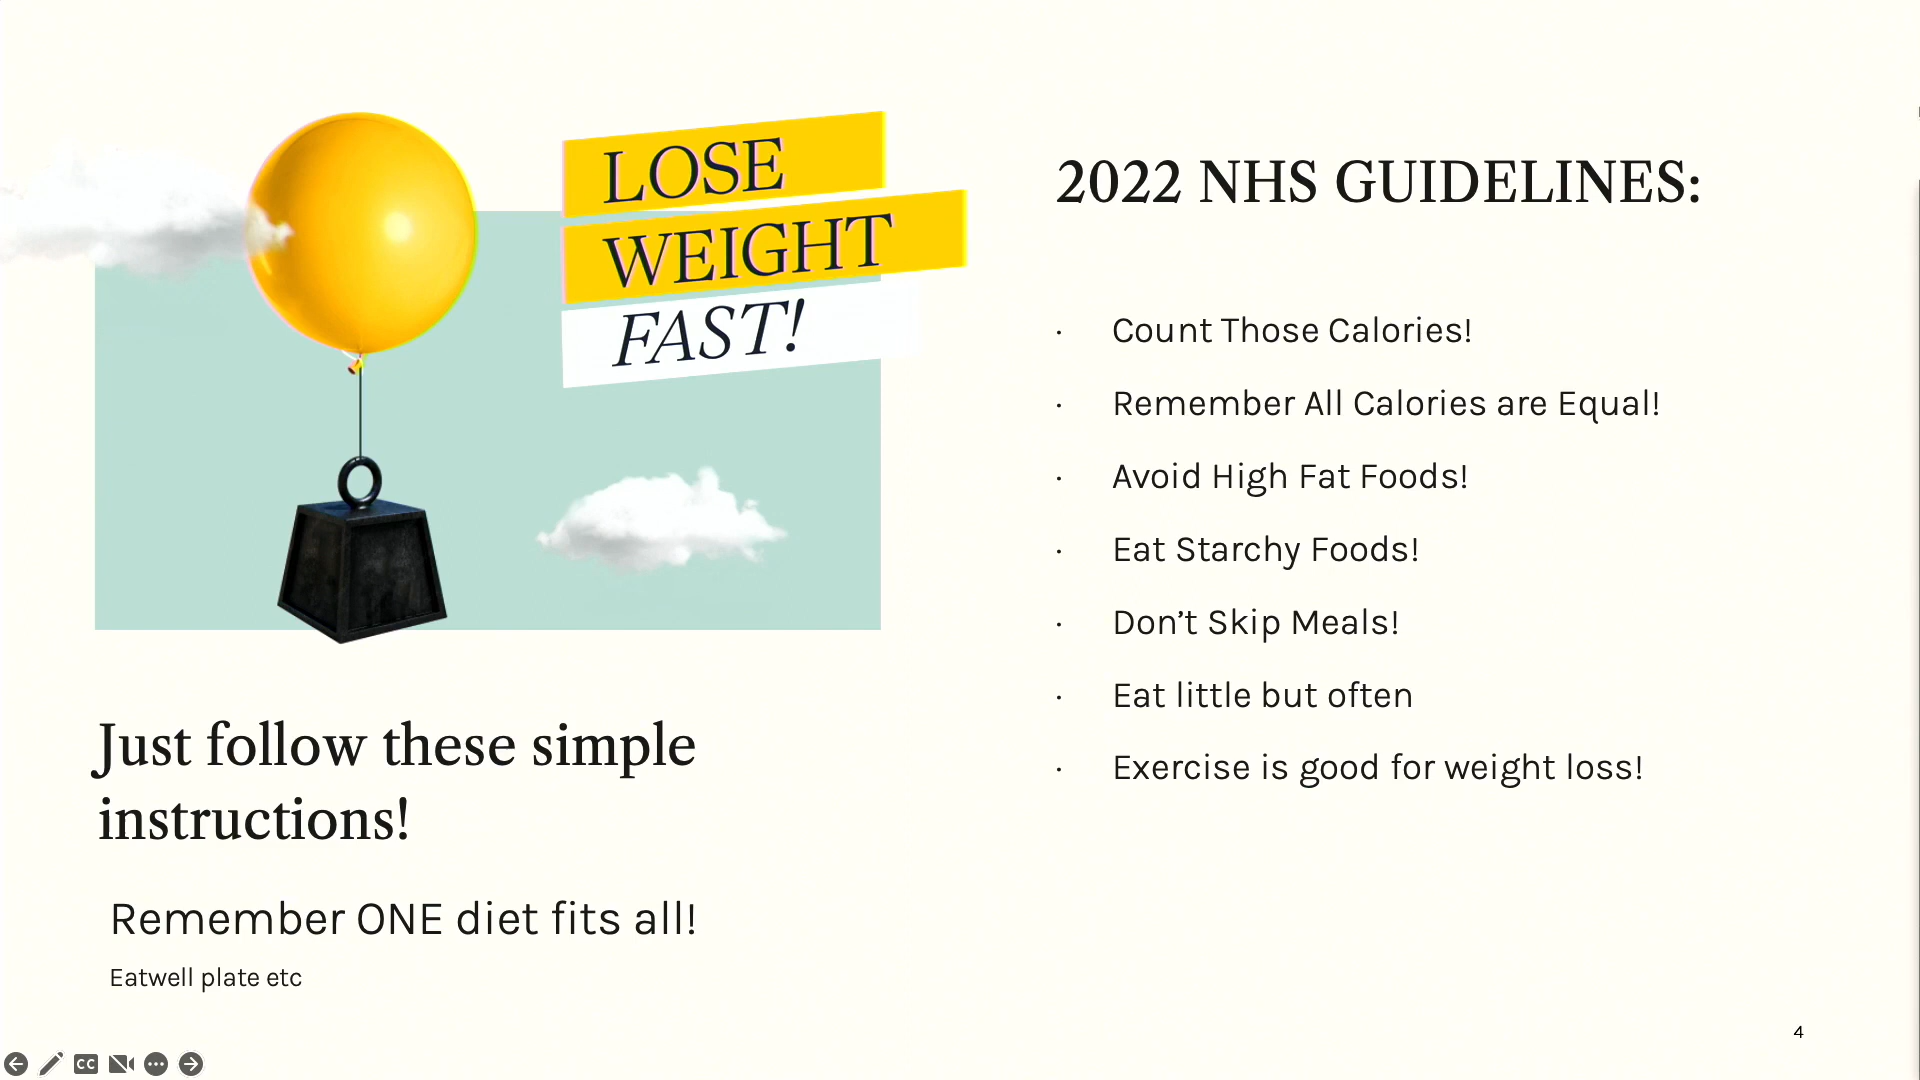 LOSE
WEIGHT
FAST!
Just follow these simple
instructions!
Remember ONE diet fits all!
Eatwell plate etc
2022 NHS GUIDELINES:
· Count Those Calories!
· Remember All Calories are Equal!
· Avoid High Fat Foods!
· Eat Starchy Foods!
· Don’t Skip Meals!
· Eat little but often
· Exercise is good for weight loss!
4
CC